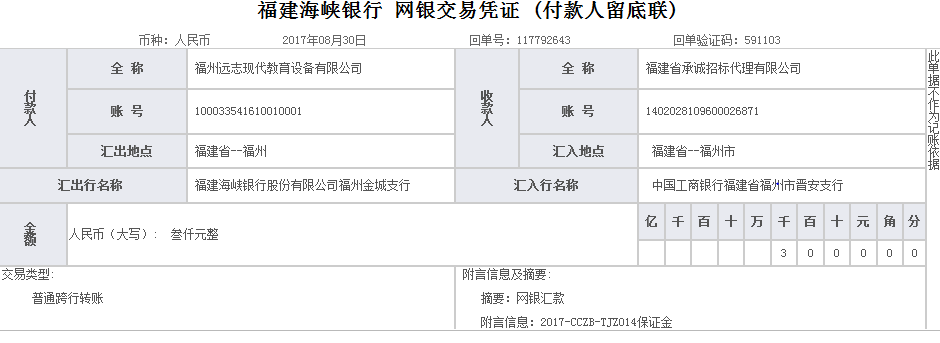 福建海峡银行 网银交易凭证 (付款人留底联)
币种：人民币 2017年08月30日 回单号：117792643 回单验证码：591103
付款人 全 称 福州远志现代教育设备有限公司 收款人 全 称 福建省承诚招标代理有限公司
账 号 100033541610010001 账 号 1402028109600026871
汇出地点 福建省--福州 汇入地点 福建省--福州市
汇出行名称 福建海峡银行股份有限公司福州金城支行 汇入行名称 中国工商银行福建省福州市晋安支行
金额 人民币（大写）： 叁仟元整 亿 千 百 十 万 千 百 十 元 角 分
3 0 0 0 0 0
交易类型: 附言信息及摘要:
普通跨行转账 摘要：网银汇款
附言信息：2017-CCZB-TJZ014保证金
此单据不作为记账依据